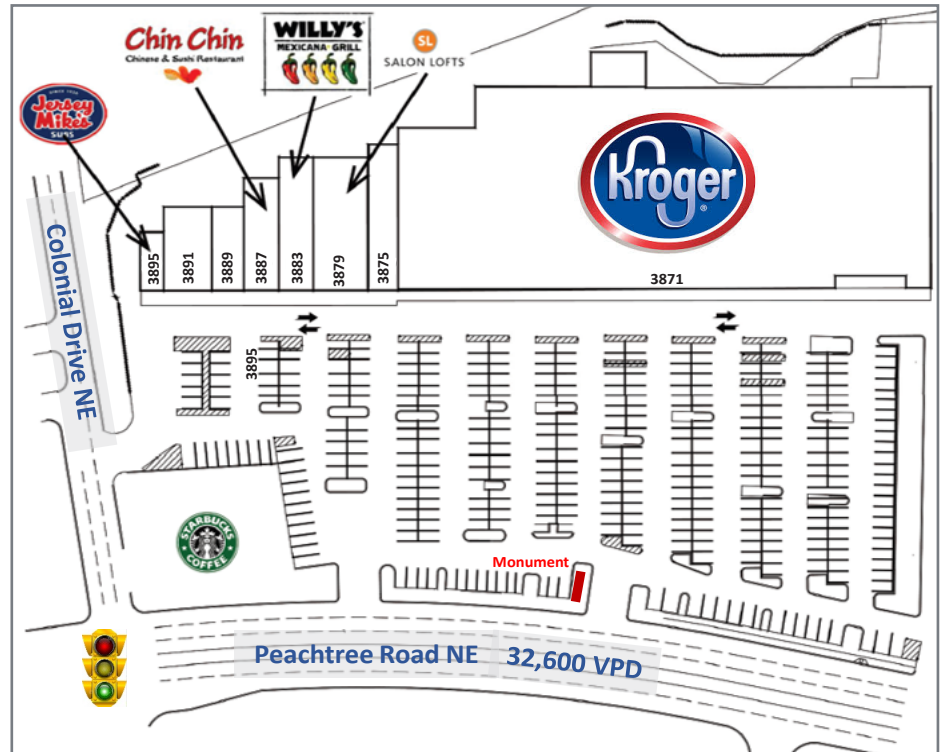 Chin Chin
Chinese & Sushi Restaurant
WILLY'S
MEXICANA GRILL
SL
SALON LOFTS
SINCE 1956
Jersey
Mike's
SUBS
Kroger
®
3895
3891
3889
3887
3883
3879
3875
3871
3895
Colonial Drive NE
STARBUCKS
COFFEE
Monument
Peachtree Road NE
32,600 VPD